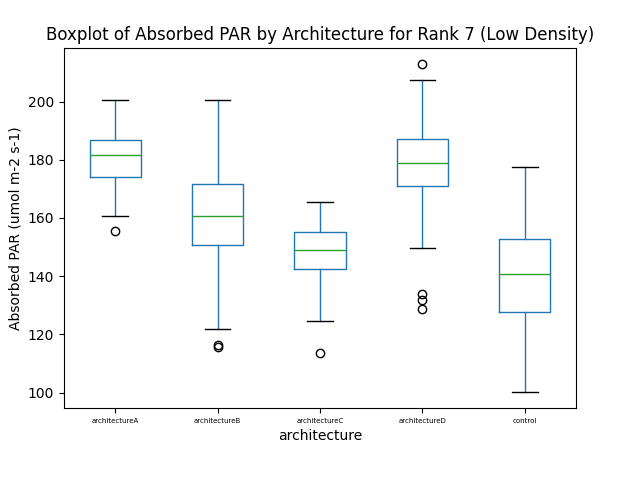 Boxplot of Absorbed PAR by Architecture for Rank 7 (Low Density)
Absorbed PAR (umol m-2 s-1)
200
180
160
140
120
100
architectureA architectureB architectureC architectureD control
architecture